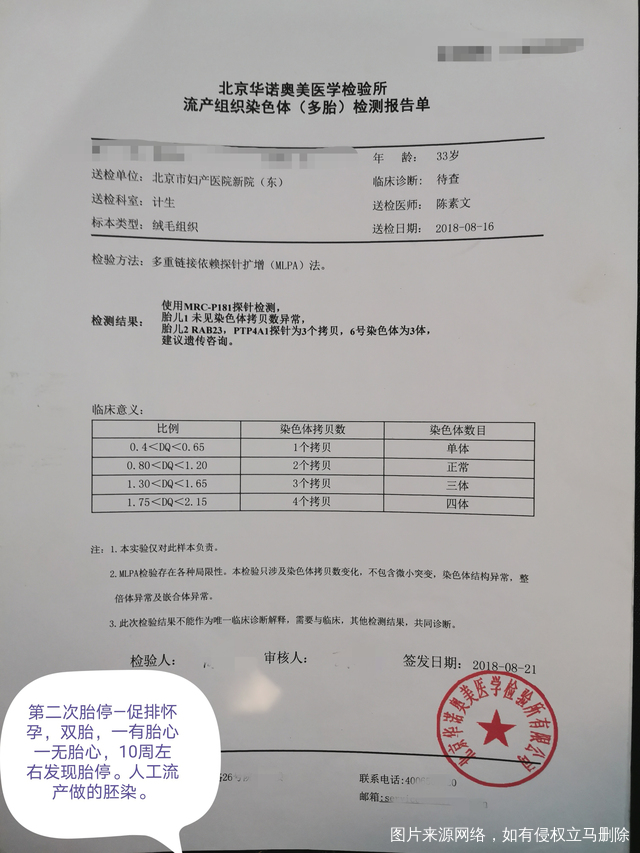 北京华诺奥美医学检验所
流产组织染色体（多胎）检测报告单
年 龄： 33岁
送检单位： 北京市妇产医院新院（东）
临床诊断： 待查
送检科室： 计生
送检医师： 陈素文
标本类型： 绒毛组织
送检日期： 2018-08-16
检验方法： 多重链接依赖探针扩增（MLPA）法。
检测结果：
使用MRC-P181探针检测，
胎儿1 未见染色体拷贝数异常，
胎儿2 RAB23，PTP4A1探针为3个拷贝，6号染色体为3体，
建议遗传咨询。
临床意义：
比例 染色体拷贝数 染色体数目
0.4＜DQ＜0.65 1个拷贝 单体
0.80＜DQ＜1.20 2个拷贝 正常
1.30＜DQ＜1.65 三体 3个拷贝
1.75＜DQ＜2.15 4个拷贝 四体
注：1.本实验仅对此样本负责。
2.MLPA检验存在各种局限性。本检验只涉及染色体拷贝数变化，不包含微小突变，染色体结构异常、整
倍体异常及嵌合体异常。
3.此次检验结果不能作为唯一临床诊断解释，需要与临床，其他检测结果，共同诊断。
检验人： 审核人： 签发日期： 2018-08-21
北京华诺奥美医学检验所有限公司
第二次胎停—促排怀
孕，双胎，一有胎心
一无胎心，10周左
右发现胎停。人工流
产做的胚染。
26号
联系电话:400
邮箱:
图片来源网络，如有侵权立马删除